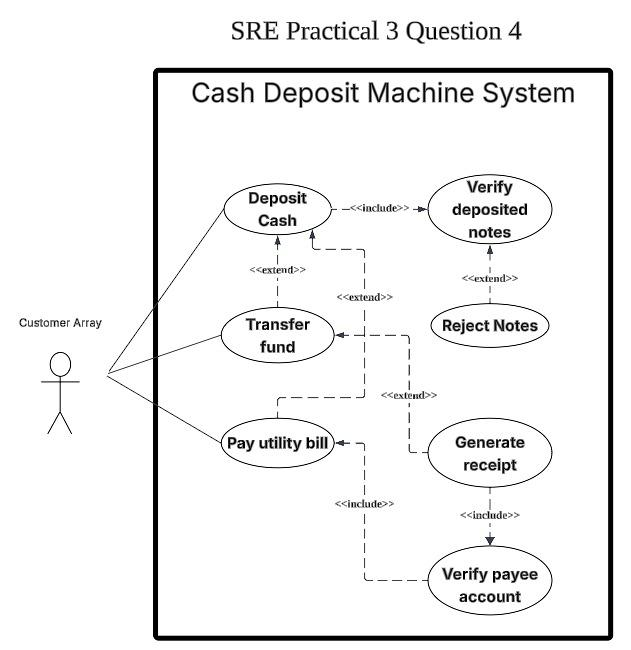 SRE Practical 3 Question 4
Cash Deposit Machine System
Deposit
Cash
<<include>>
Verify
deposited
notes
<<extend>>
<<extend>>
<<extend>>
Customer Array
Transfer
fund
Reject Notes
<<extend>>
Pay utility bill
Generate
receipt
<<include>>
<<include>>
Verify payee
account